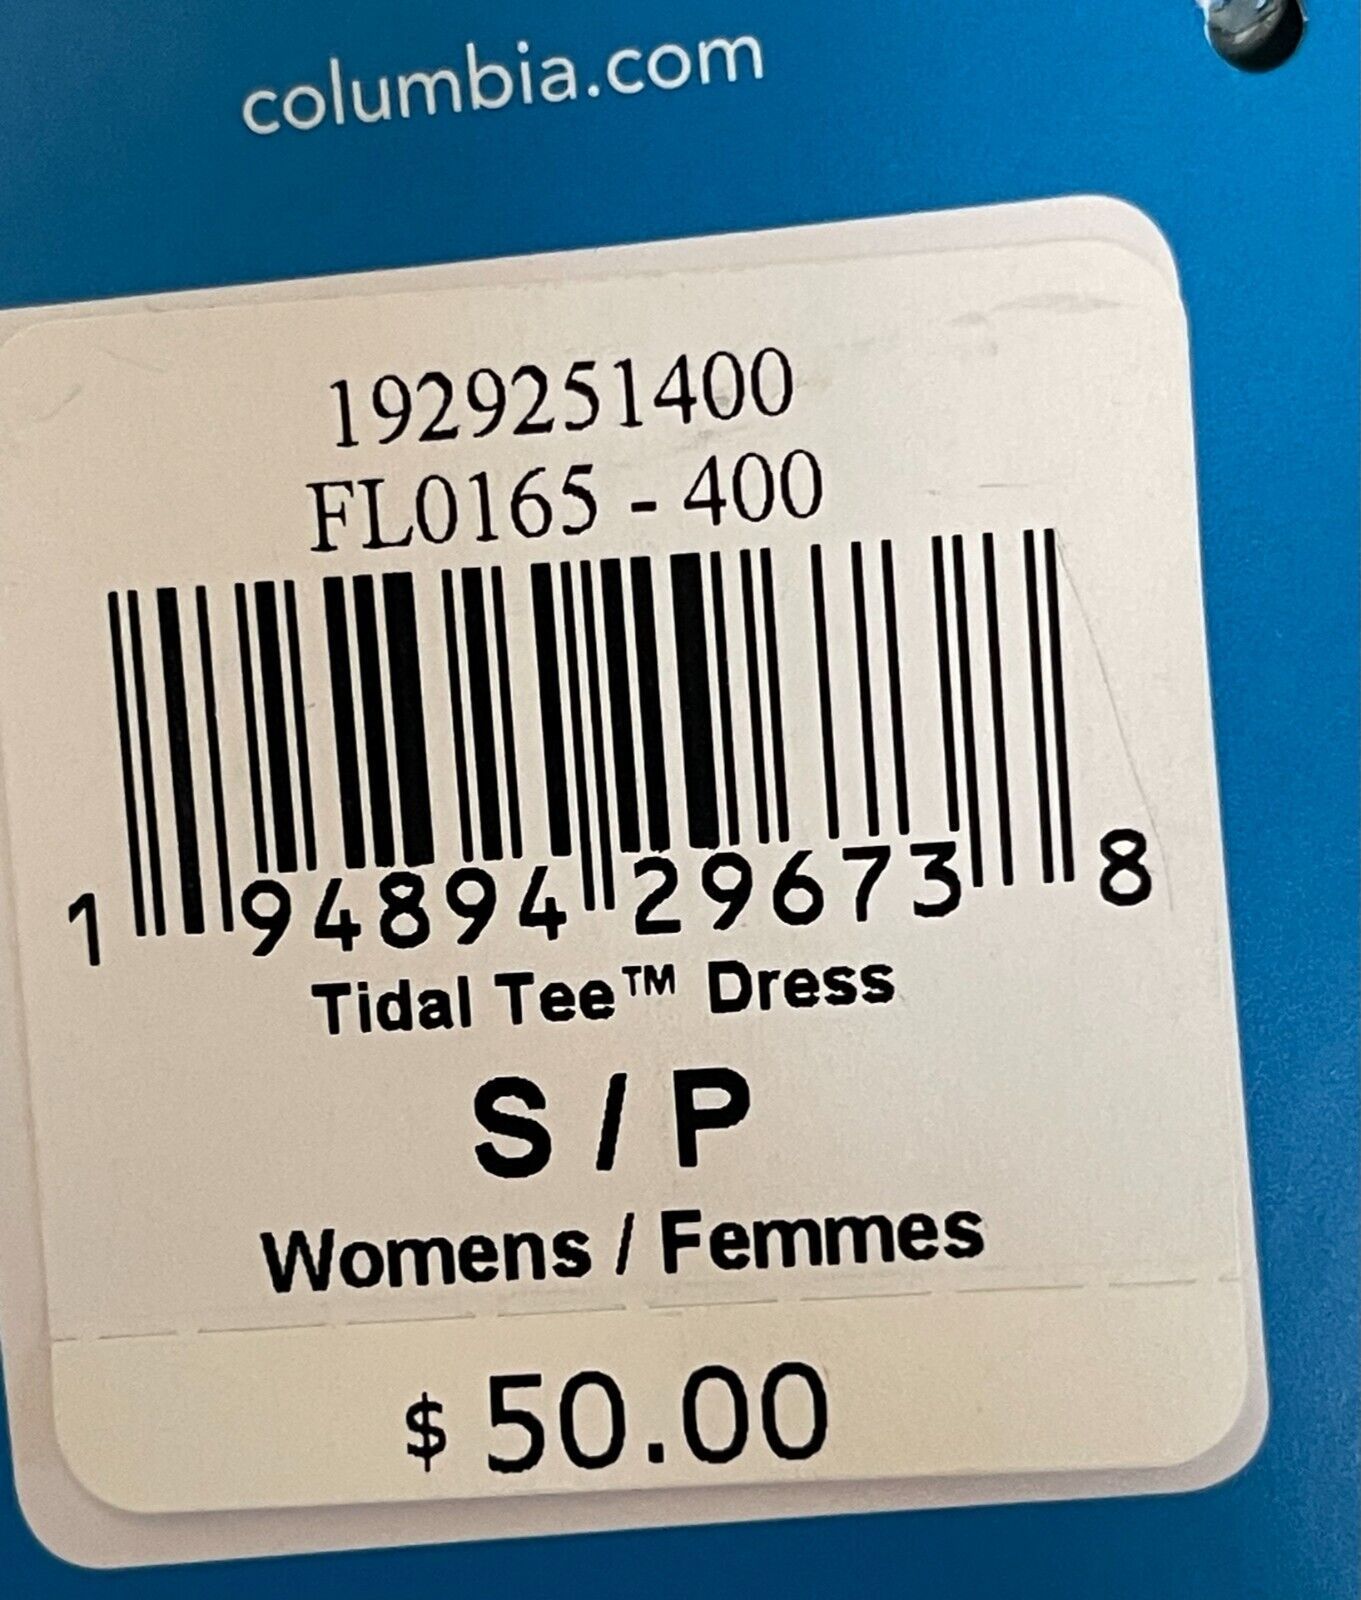 columbia.com
1929251400
FL0165 - 400
1 94894 29673 8
Tidal Tee™ Dress
S / P
Womens / Femmes
$ 50.00